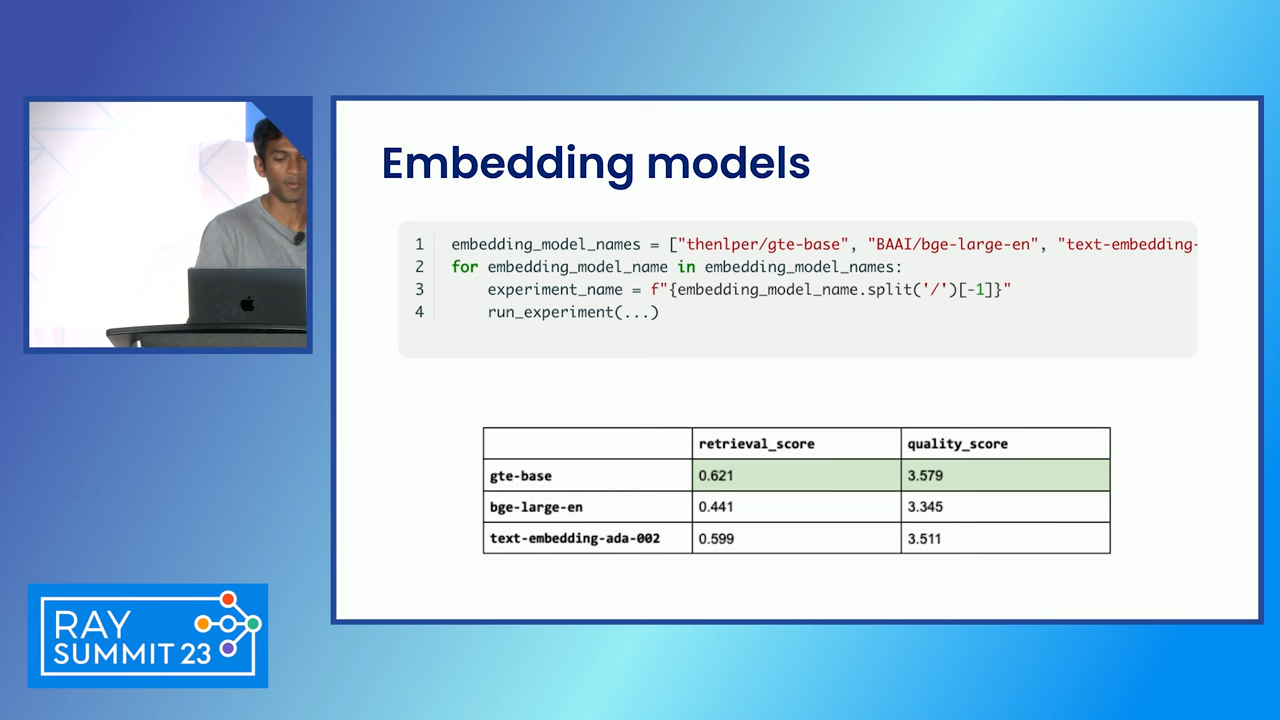 Embedding models
1 embedding_model_names = ["thenlper/gte-base", "BAAI/bge-large-en", "text-embedding-
2 for embedding_model_name in embedding_model_names:
3 experiment_name = f"{embedding_model_name.split('/')[-1]}"
4 run_experiment(...)
retrieval_score quality_score
gte-base 0.621 3.579
bge-large-en 0.441 3.345
text-embedding-ada-002 0.599 3.511
RAY
SUMMIT 23